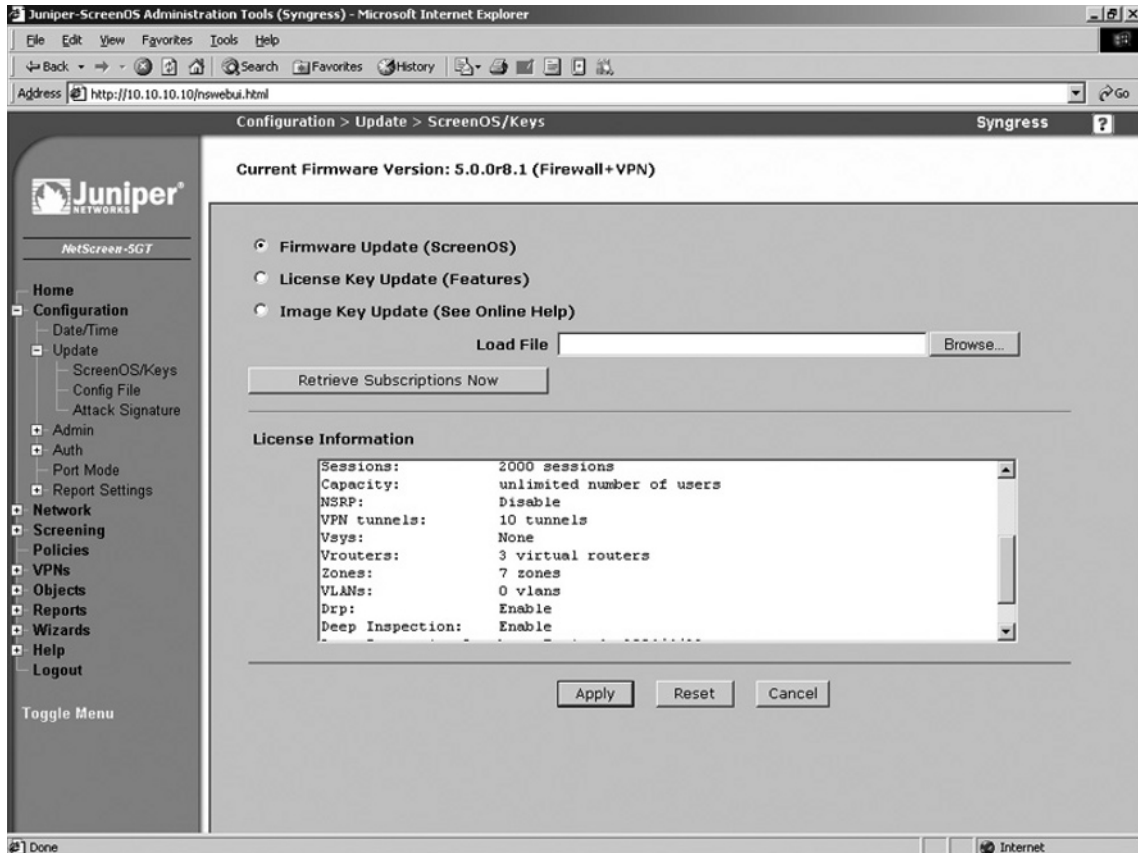 Juniper-ScreenOS Administration Tools (Syngress) - Microsoft Internet Explorer
File Edit View Favorites Tools Help
Back Search Favorites History
Address http://10.10.10.10/nswebui.html Go
Configuration > Update > ScreenOS/Keys Syngress ?
Juniper®
NETWORKS
NetScreen-5GT
Home
Configuration
Date/Time
Update
ScreenOS/Keys
Config File
Attack Signature
Admin
Auth
Port Mode
Report Settings
Network
Screening
Policies
VPNs
Objects
Reports
Wizards
Help
Logout
Toggle Menu
Current Firmware Version: 5.0.0r8.1 (Firewall+VPN)
Firmware Update (ScreenOS)
License Key Update (Features)
Image Key Update (See Online Help)
Load File Browse...
Retrieve Subscriptions Now
License Information
Sessions: 2000 sessions
Capacity: unlimited number of users
NSRP: Disable
VPN tunnels: 10 tunnels
Vsys: None
Vrouters: 3 virtual routers
Zones: 7 zones
VLANs: 0 vlans
Drp: Enable
Deep Inspection: Enable
Apply Reset Cancel
Done Internet